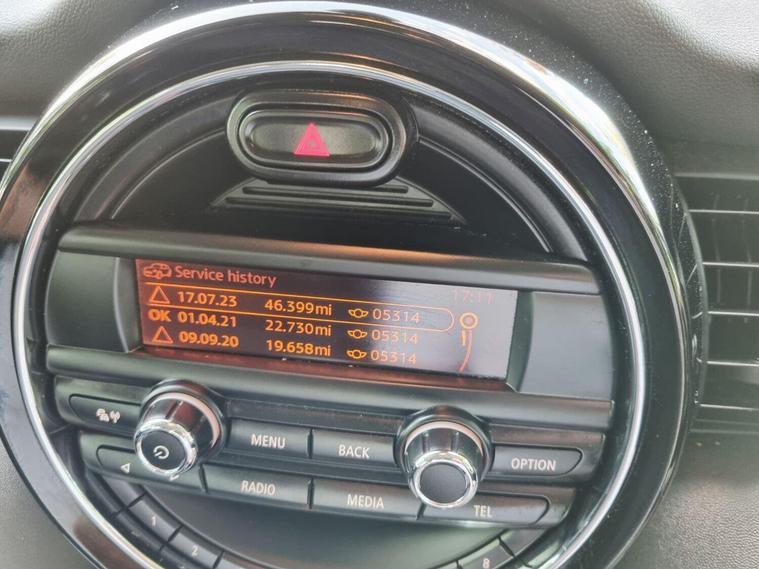 Service history 17:11
17.07.23 46.399mi 05314
OK 01.04.21 22.730mi 05314
09.09.20 19.658mi 05314
MENU BACK OPTION
RADIO MEDIA TEL
1 2 8